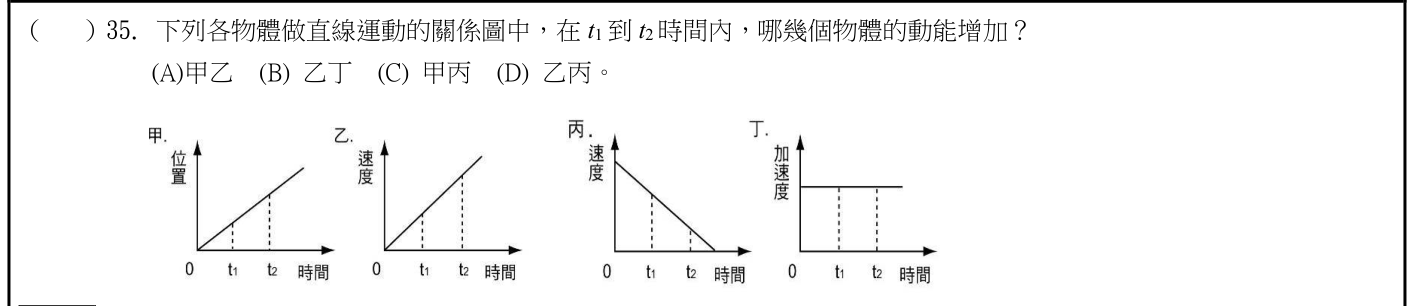 (　　) 35. 下列各物體做直線運動的關係圖中，在 t1 到 t2 時間內，哪幾個物體的動能增加？
(A)甲乙　(B) 乙丁　(C) 甲丙　(D) 乙丙。
甲. 位置 0 t1 t2 時間
乙. 速度 0 t1 t2 時間
丙. 速度 0 t1 t2 時間
丁. 加速度 0 t1 t2 時間